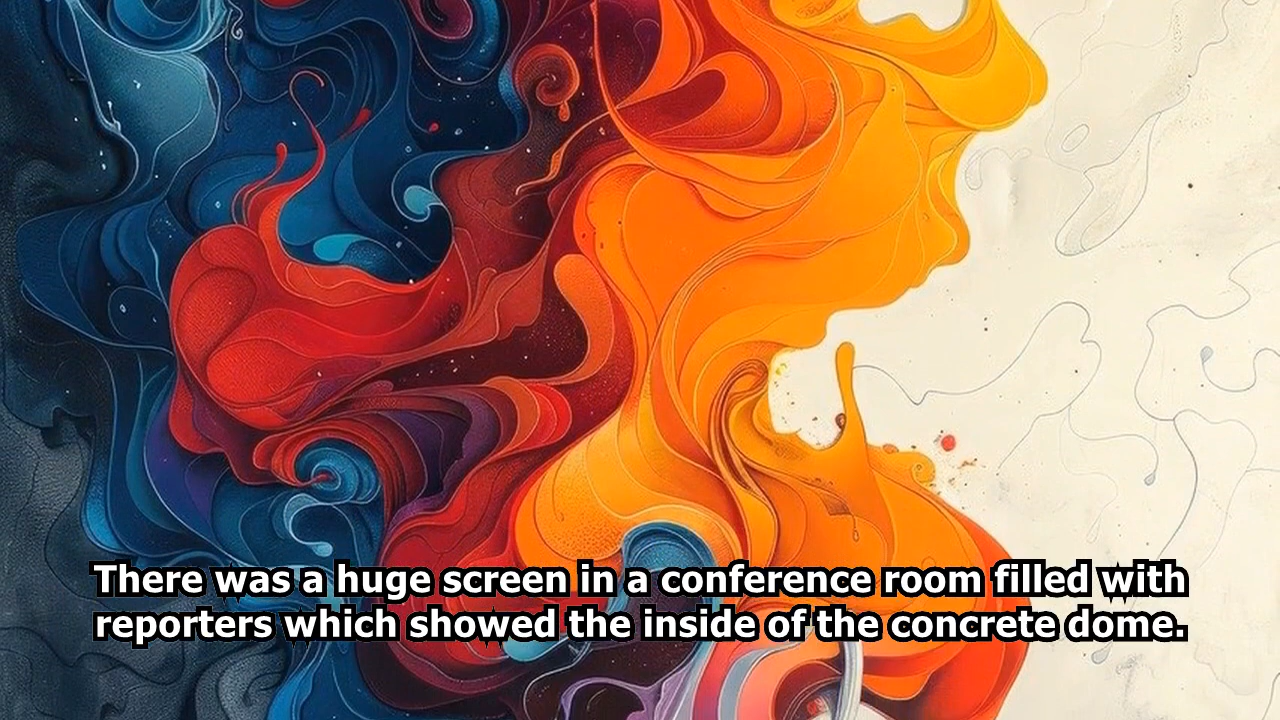 There was a huge screen in a conference room filled with
reporters which showed the inside of the concrete dome.